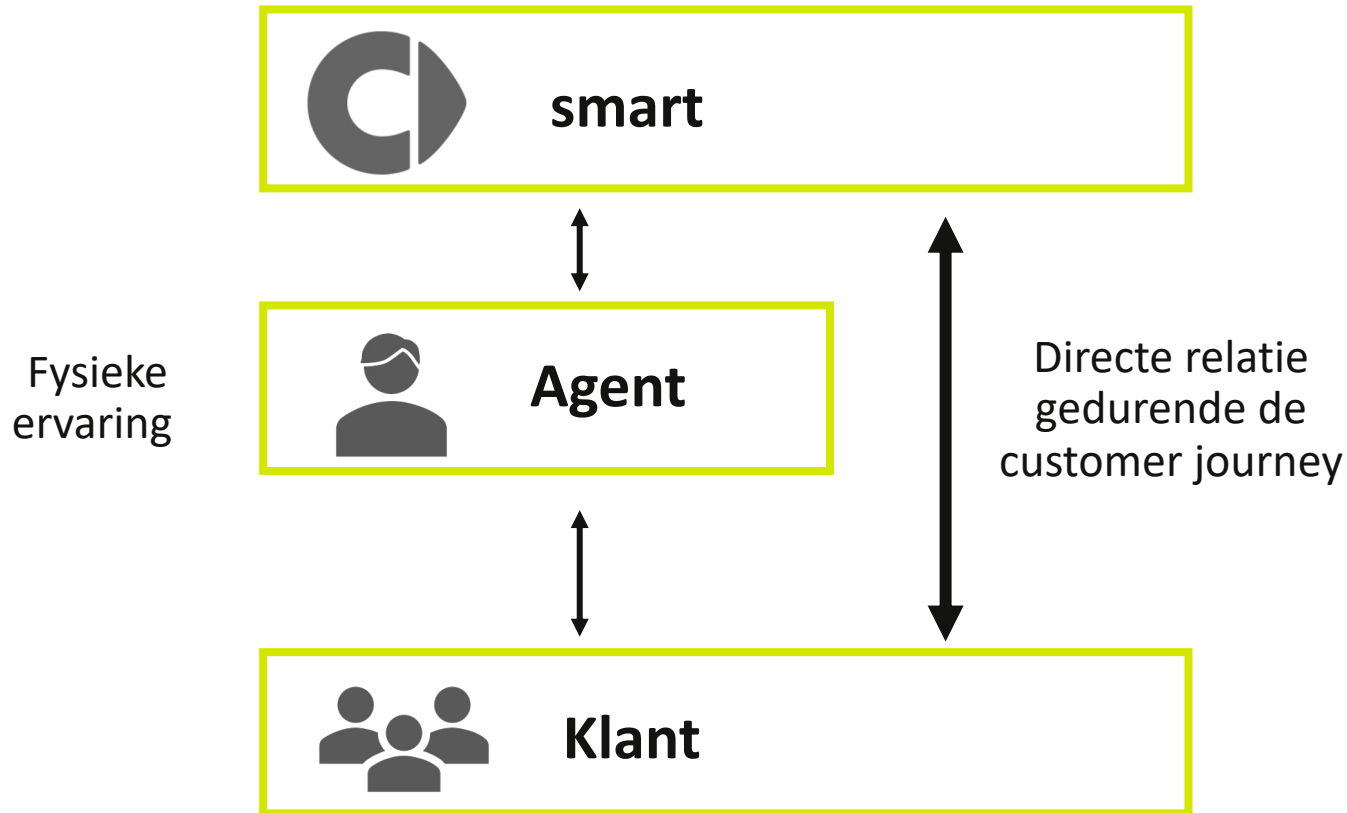 smart
Fysieke
ervaring
Agent
Directe relatie
gedurende de
customer journey
Klant